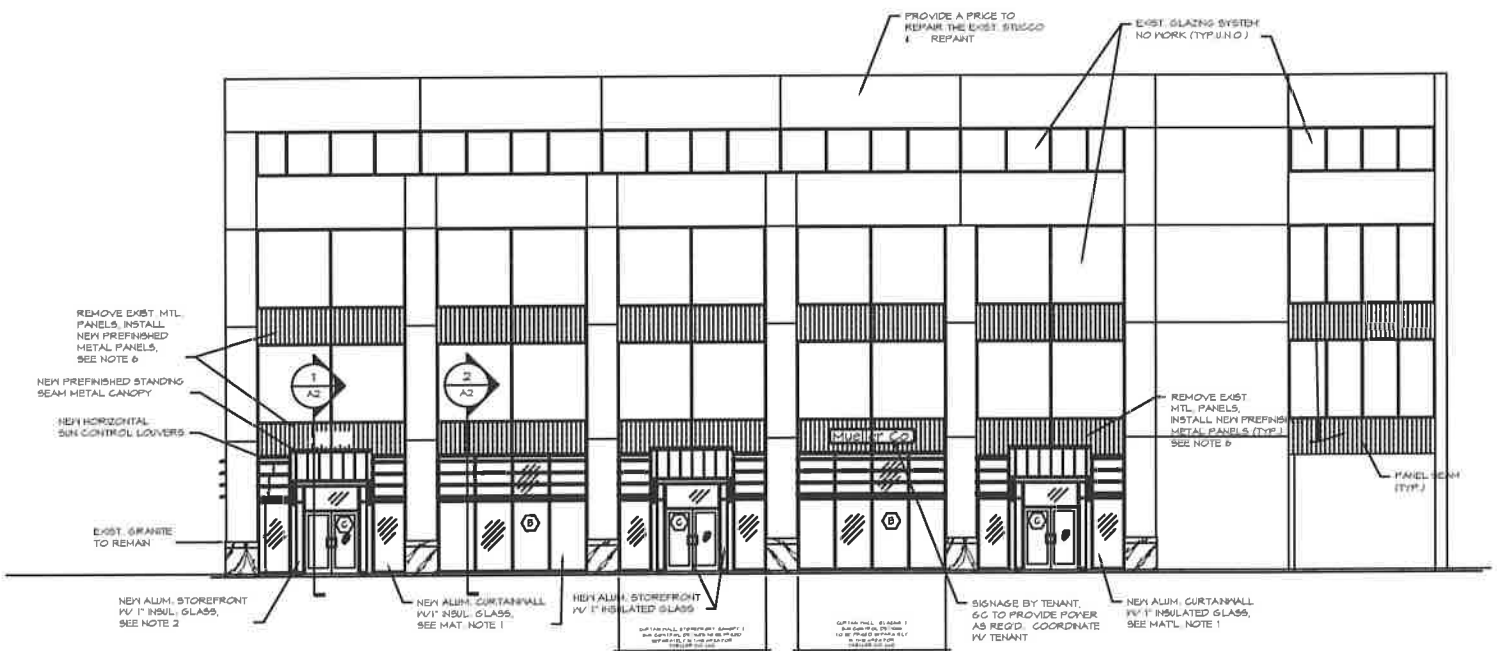 PROVIDE A PRICE TO
REPAIR THE EXIST. STUCCO
& REPAINT
EXIST. GLAZING SYSTEM
NO WORK (TYP. U.N.O.)
REMOVE EXIST. MTL.
PANELS, INSTALL
NEW PREFINISHED
METAL PANELS,
SEE NOTE 6
1
A2
2
A2
NEW PREFINISHED STANDING
SEAM METAL CANOPY
NEW HORIZONTAL
SUN CONTROL LOUVERS
REMOVE EXIST.
MTL. PANELS,
INSTALL NEW PREFINISH
METAL PANELS (TYP.)
SEE NOTE 6
Mueller Co
PANEL SEAM
(TYP.)
EXIST. GRANITE
TO REMAIN
C
B
C
B
C
NEW ALUM. STOREFRONT
W/ 1" INSUL. GLASS,
SEE NOTE 2
NEW ALUM. CURTAINWALL
W/ 1" INSUL. GLASS,
SEE MAT. NOTE 1
NEW ALUM. STOREFRONT
W/ 1" INSULATED GLASS
SIGNAGE BY TENANT,
GC TO PROVIDE POWER
AS REQ'D. COORDINATE
W/ TENANT
NEW ALUM. CURTAINWALL
W/ 1" INSULATED GLASS,
SEE MAT'L NOTE 1